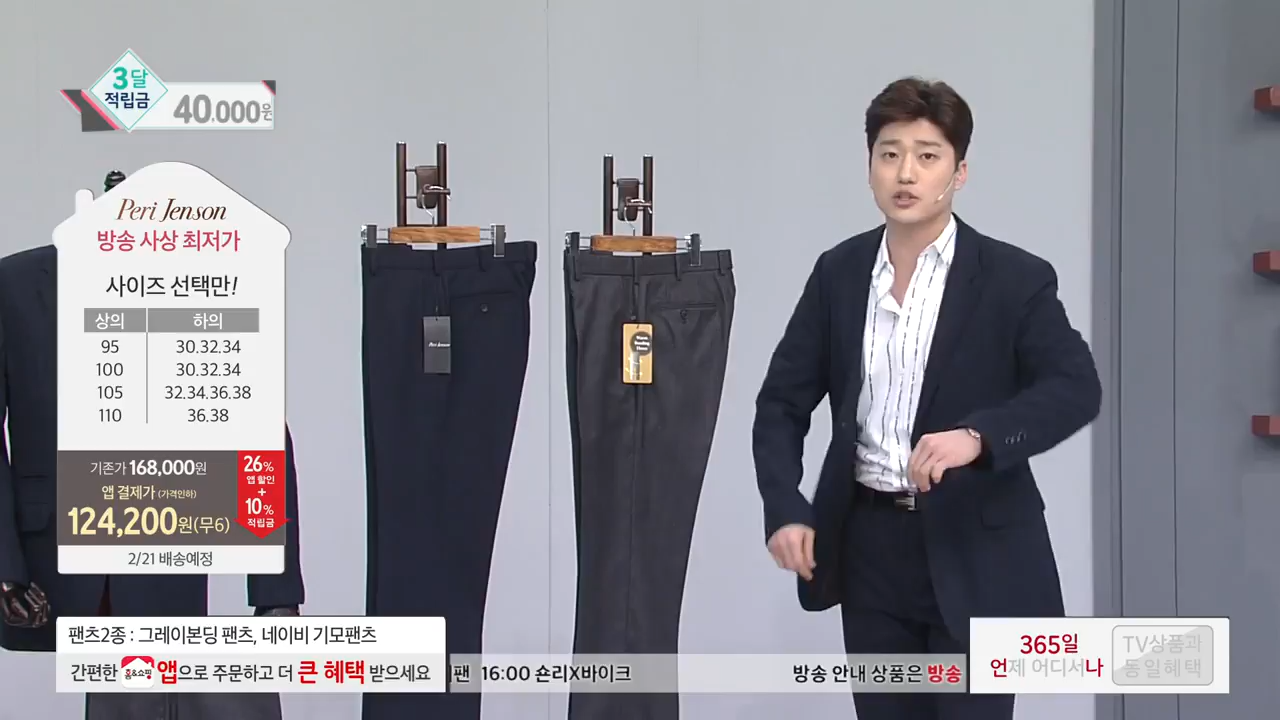 3달
적립금
40,000원
Peri Jenson
방송 사상 최저가
사이즈 선택만!
상의 하의
95 30.32.34
100 30.32.34
105 32.34.36.38
110 36.38
기존가 168,000원
앱 결제가 (가격인하)
124,200원(무6)
26%
앱 할인
+
10%
적립금
2/21 배송예정
Peri Jenson
팬츠2종 : 그레이본딩 팬츠, 네이비 기모팬츠
간편한 홈&쇼핑 앱으로 주문하고 더 큰 혜택 받으세요
팬 16:00 숀리X바이크
방송 안내 상품은 방송
365일
언제 어디서나
TV상품과
동일혜택